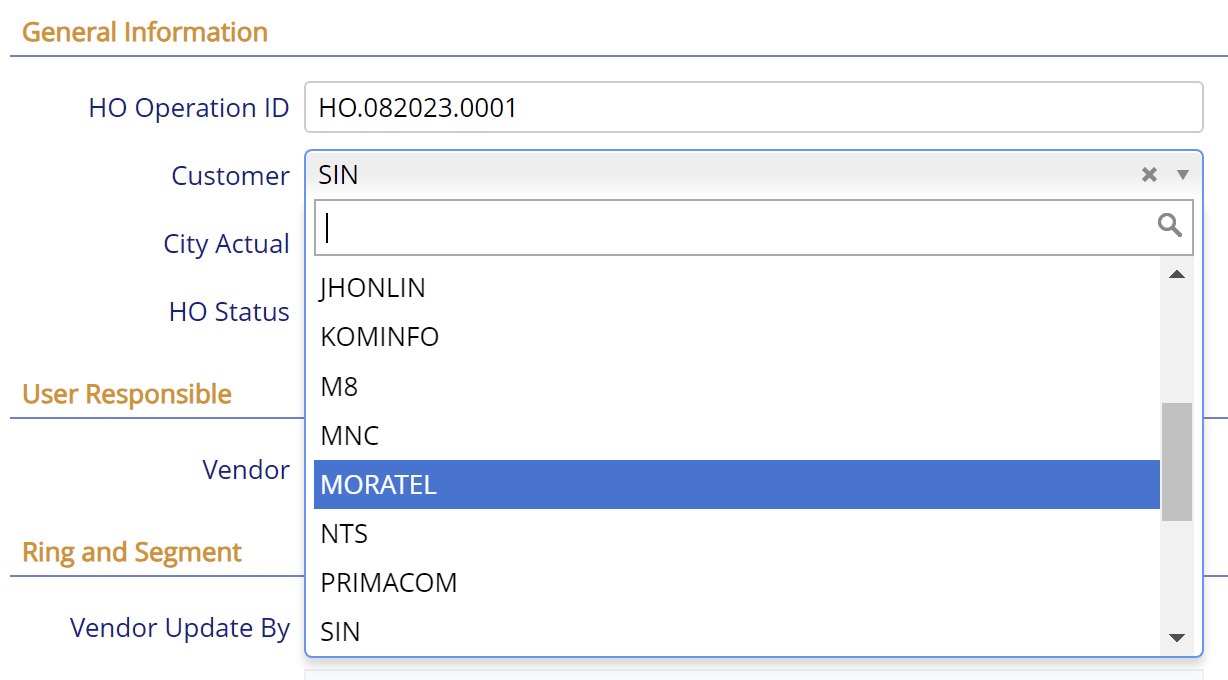 General Information
HO Operation ID HO.082023.0001
Customer SIN
City Actual
JHONLIN
HO Status
KOMINFO
M8
User Responsible
MNC
Vendor
MORATEL
NTS
Ring and Segment
PRIMACOM
Vendor Update By
SIN